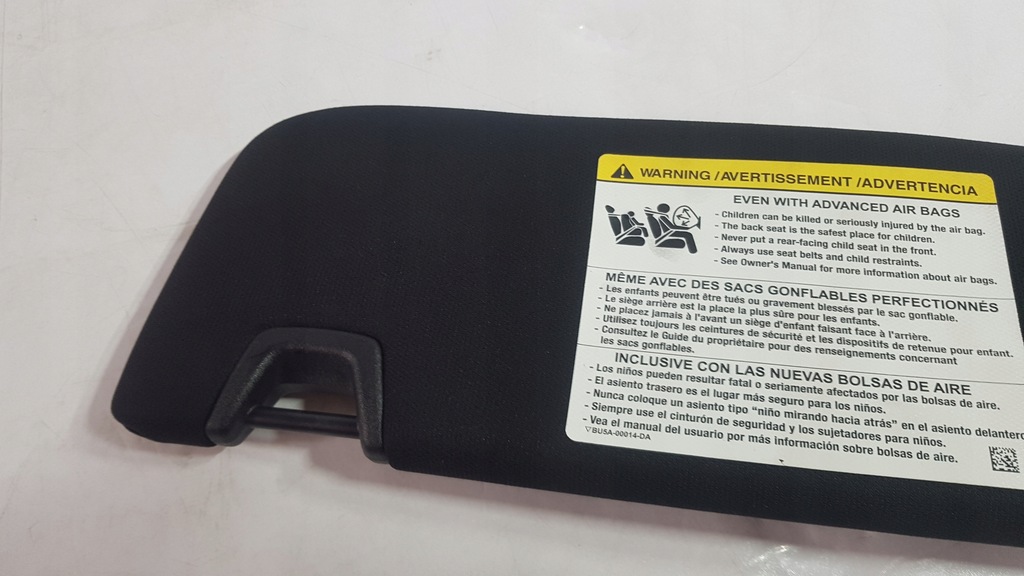 WARNING /AVERTISSEMENT /ADVERTENCIA
EVEN WITH ADVANCED AIR BAGS
- Children can be killed or seriously injured by the air bag.
- The back seat is the safest place for children.
- Never put a rear-facing child seat in the front.
- Always use seat belts and child restraints.
- See Owner's Manual for more information about air bags.
MÊME AVEC DES SACS GONFLABLES PERFECTIONNÉS
- Les enfants peuvent être tués ou gravement blessés par le sac gonflable.
- Le siège arrière est la place la plus sûre pour les enfants.
- Ne placez jamais à l'avant un siège d'enfant faisant face à l'arrière.
- Utilisez toujours les ceintures de sécurité et les dispositifs de retenue pour enfant.
- Consultez le Guide du propriétaire pour des renseignements concernant
les sacs gonflables.
INCLUSIVE CON LAS NUEVAS BOLSAS DE AIRE
- Los niños pueden resultar fatal o seriamente afectados por las bolsas de aire.
- El asiento trasero es el lugar más seguro para los niños.
- Nunca coloque un asiento tipo "niño mirando hacia atrás" en el asiento delantero
- Siempre use el cinturón de seguridad y los sujetadores para niños.
- Vea el manual del usuario por más información sobre bolsas de aire.
▽BU5A-00014-DA